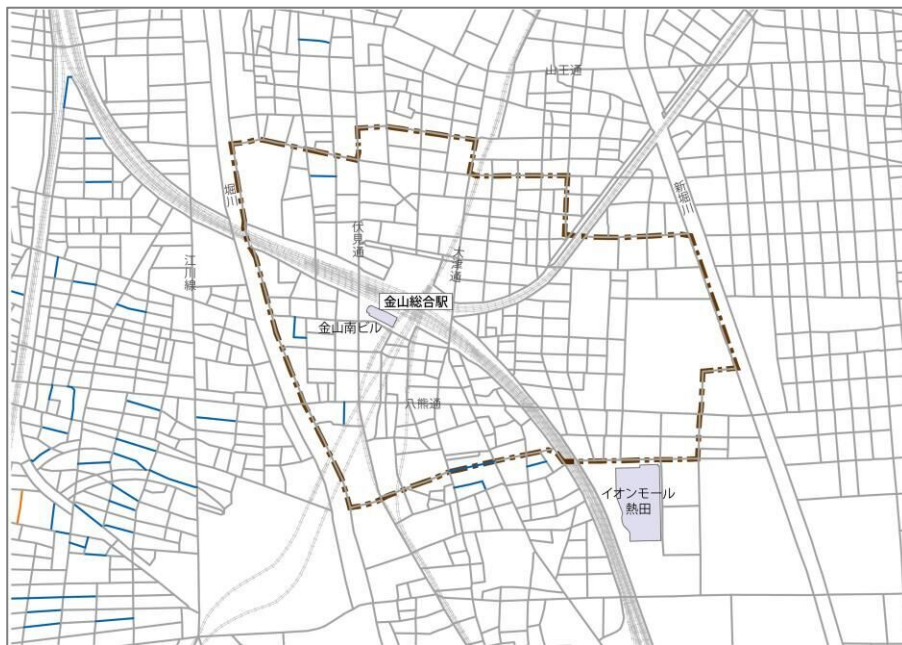 山王通
堀川
新堀川
伏見通
大津通
江川線
金山総合駅
金山南ビル
八熊通
イオンモール
熱田